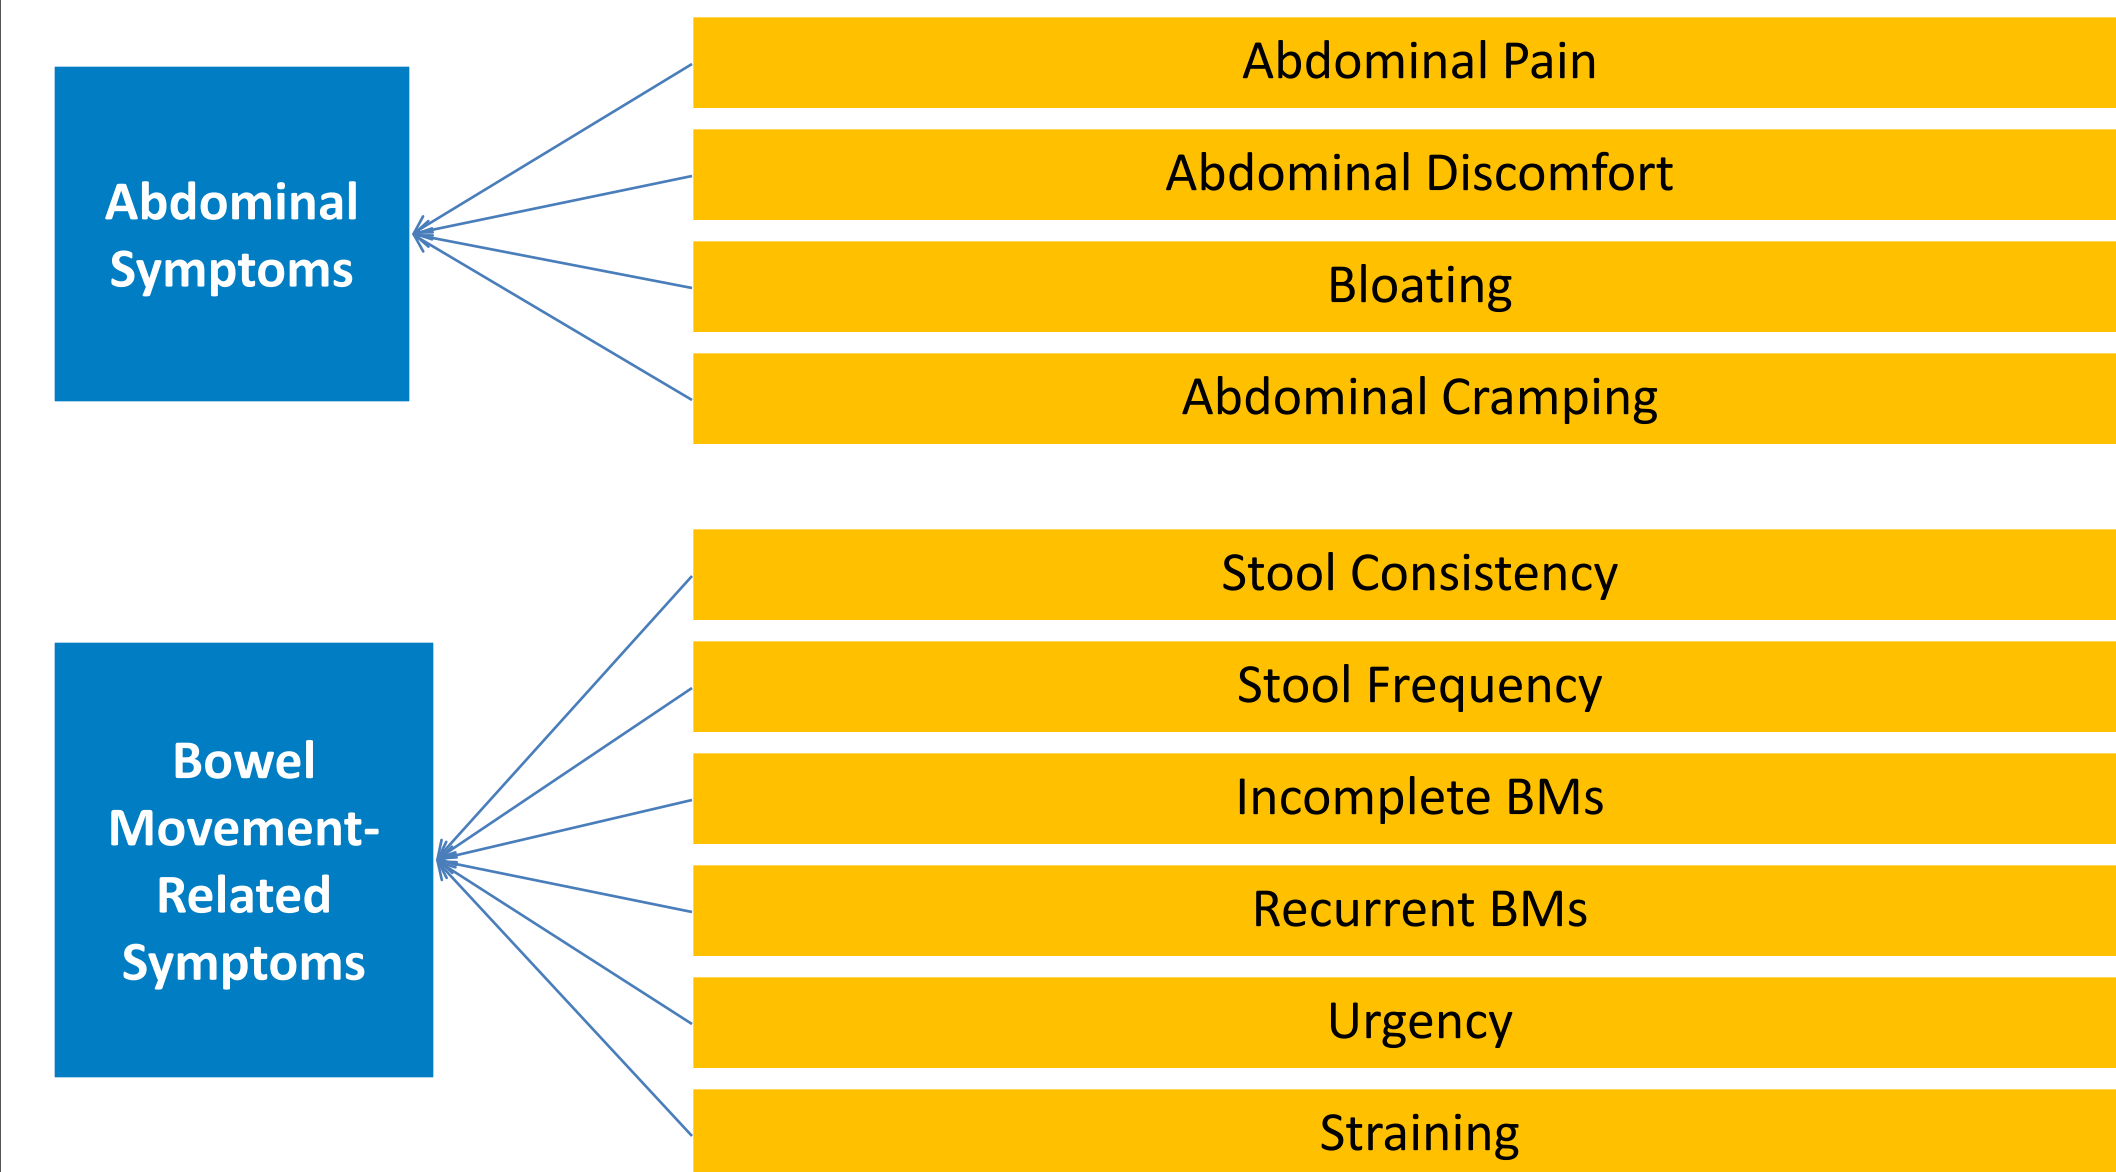 Abdominal
Symptoms
Abdominal Pain
Abdominal Discomfort
Bloating
Abdominal Cramping
Bowel
Movement-
Related
Symptoms
Stool Consistency
Stool Frequency
Incomplete BMs
Recurrent BMs
Urgency
Straining